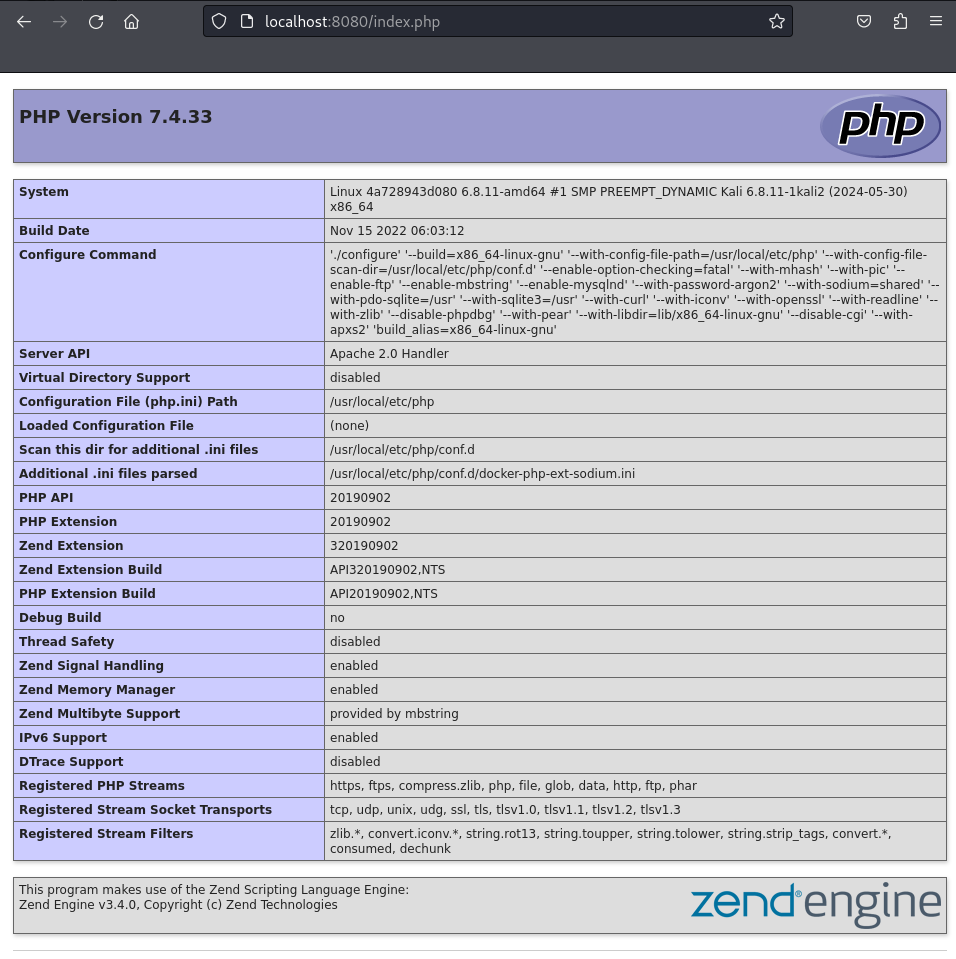 localhost:8080/index.php
PHP Version 7.4.33
php
System
Linux 4a728943d080 6.8.11-amd64 #1 SMP PREEMPT_DYNAMIC Kali 6.8.11-1kali2 (2024-05-30)
x86_64
Build Date
Nov 15 2022 06:03:12
Configure Command
'./configure' '--build=x86_64-linux-gnu' '--with-config-file-path=/usr/local/etc/php' '--with-config-file-
scan-dir=/usr/local/etc/php/conf.d' '--enable-option-checking=fatal' '--with-mhash' '--with-pic' '--
enable-ftp' '--enable-mbstring' '--enable-mysqlnd' '--with-password-argon2' '--with-sodium=shared' '--
with-pdo-sqlite=/usr' '--with-sqlite3=/usr' '--with-curl' '--with-iconv' '--with-openssl' '--with-readline' '--
with-zlib' '--disable-phpdbg' '--with-pear' '--with-libdir=lib/x86_64-linux-gnu' '--disable-cgi' '--with-
apxs2' 'build_alias=x86_64-linux-gnu'
Server API
Apache 2.0 Handler
Virtual Directory Support
disabled
Configuration File (php.ini) Path
/usr/local/etc/php
Loaded Configuration File
(none)
Scan this dir for additional .ini files
/usr/local/etc/php/conf.d
Additional .ini files parsed
/usr/local/etc/php/conf.d/docker-php-ext-sodium.ini
PHP API
20190902
PHP Extension
20190902
Zend Extension
320190902
Zend Extension Build
API320190902,NTS
PHP Extension Build
API20190902,NTS
Debug Build
no
Thread Safety
disabled
Zend Signal Handling
enabled
Zend Memory Manager
enabled
Zend Multibyte Support
provided by mbstring
IPv6 Support
enabled
DTrace Support
disabled
Registered PHP Streams
https, ftps, compress.zlib, php, file, glob, data, http, ftp, phar
Registered Stream Socket Transports
tcp, udp, unix, udg, ssl, tls, tlsv1.0, tlsv1.1, tlsv1.2, tlsv1.3
Registered Stream Filters
zlib.*, convert.iconv.*, string.rot13, string.toupper, string.tolower, string.strip_tags, convert.*,
consumed, dechunk
This program makes use of the Zend Scripting Language Engine:
Zend Engine v3.4.0, Copyright (c) Zend Technologies
zend® engine